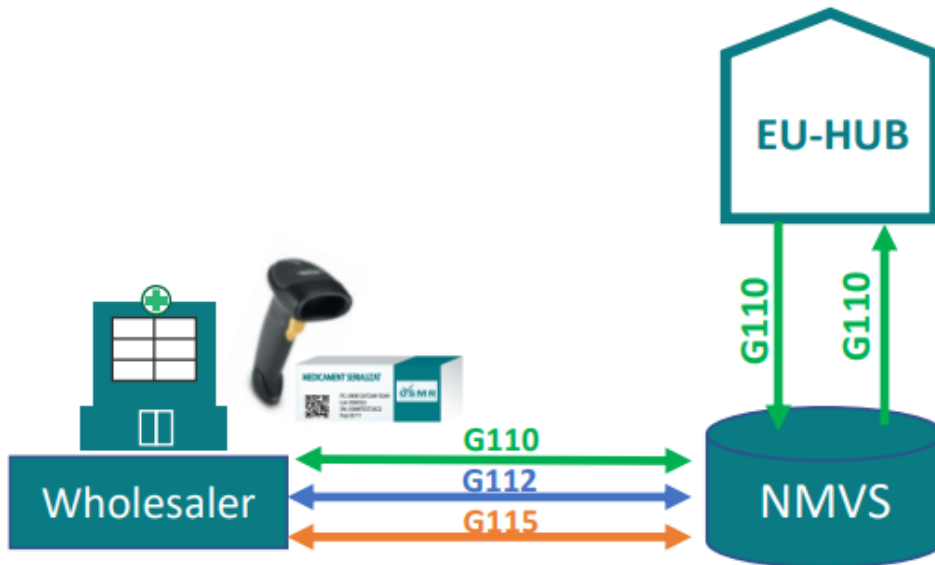 EU-HUB
G110
G110
MEDICAMENT SERIALIZAT
OSMR
G110
G112
G115
Wholesaler
NMVS